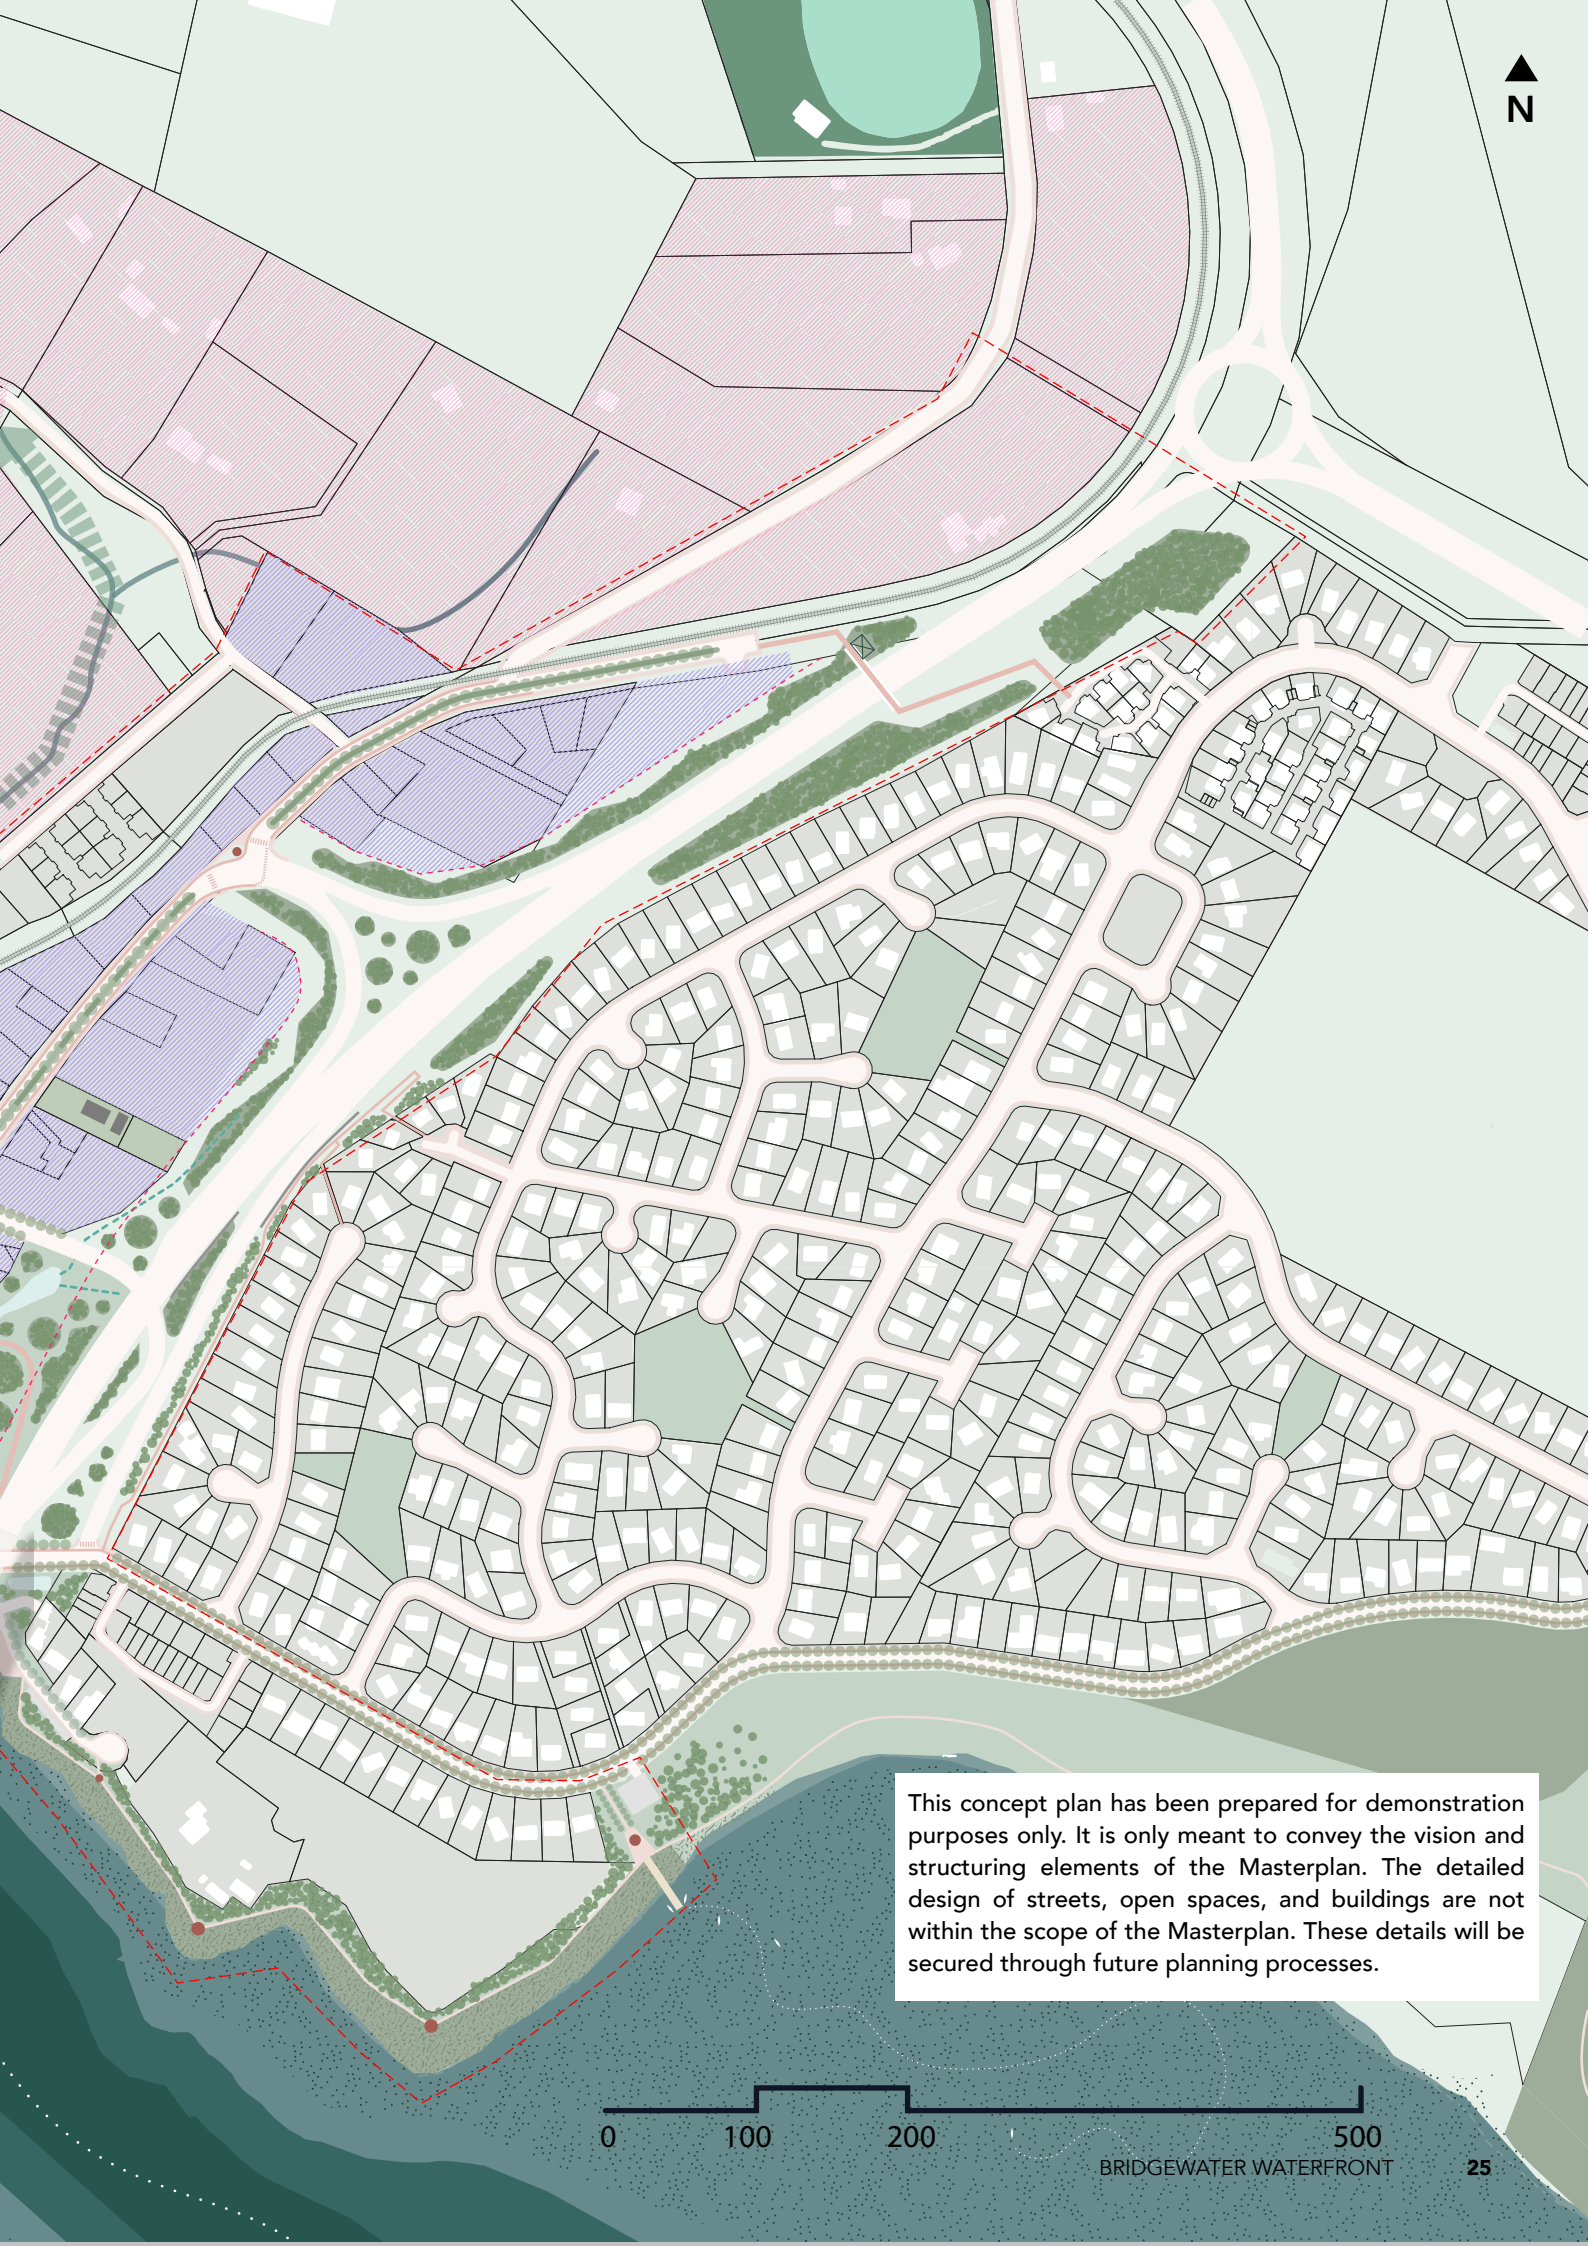 N
This concept plan has been prepared for demonstration
purposes only. It is only meant to convey the vision and
structuring elements of the Masterplan. The detailed
design of streets, open spaces, and buildings are not
within the scope of the Masterplan. These details will be
secured through future planning processes.
0 100 200 500
BRIDGEWATER WATERFRONT 25